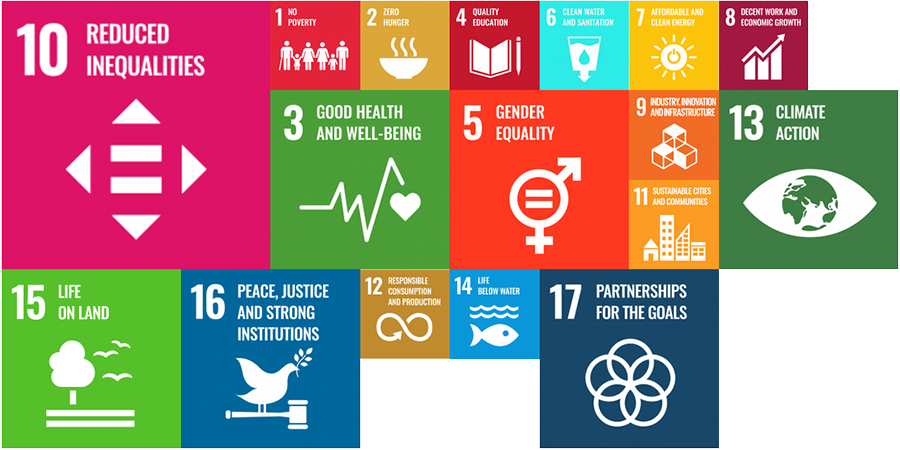 10 REDUCED
INEQUALITIES
1 NO
POVERTY
2 ZERO
HUNGER
4 QUALITY
EDUCATION
6 CLEAN WATER
AND SANITATION
7 AFFORDABLE AND
CLEAN ENERGY
8 DECENT WORK AND
ECONOMIC GROWTH
3 GOOD HEALTH
AND WELL-BEING
5 GENDER
EQUALITY
9 INDUSTRY, INNOVATION
AND INFRASTRUCTURE
11 SUSTAINABLE CITIES
AND COMMUNITIES
13 CLIMATE
ACTION
15 LIFE
ON LAND
16 PEACE, JUSTICE
AND STRONG
INSTITUTIONS
12 RESPONSIBLE
CONSUMPTION
AND PRODUCTION
14 LIFE
BELOW WATER
17 PARTNERSHIPS
FOR THE GOALS